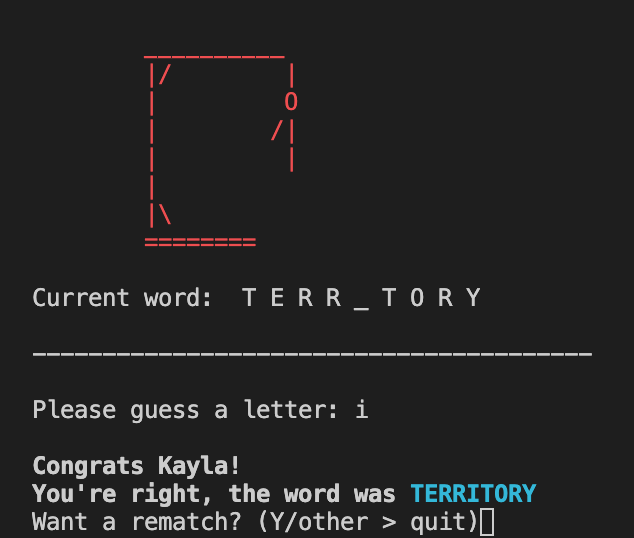 O
Current word: T E R R _ T O R Y
Please guess a letter: i
Congrats Kayla!
You're right, the word was TERRITORY
Want a rematch? (Y/other > quit)